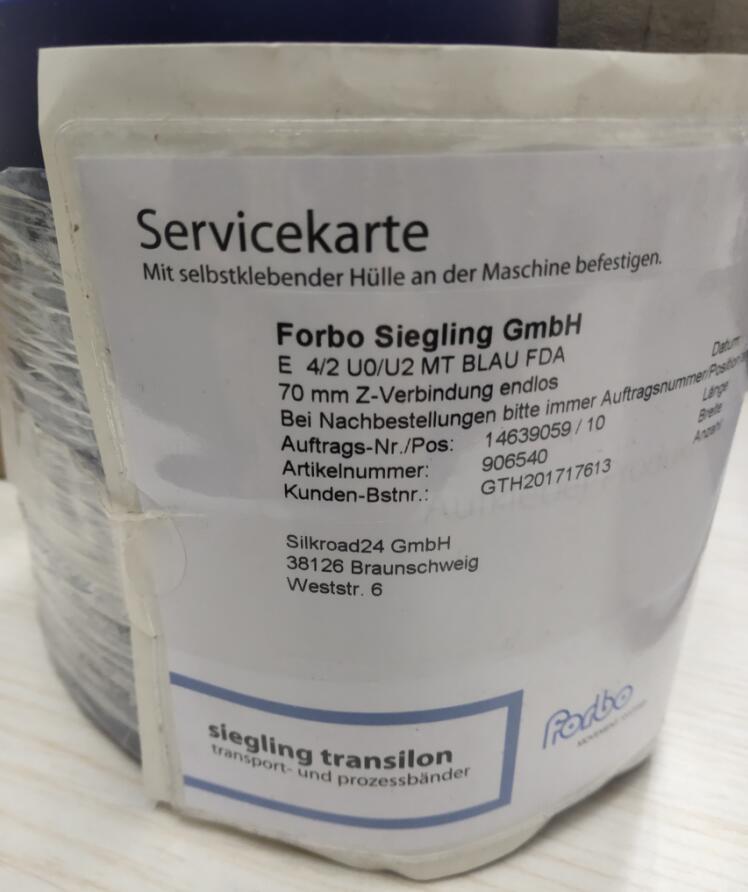 Servicekarte
Mit selbstklebender Hülle an der Maschine befestigen.
Forbo Siegling GmbH
E 4/2 U0/U2 MT BLAU FDA
70 mm Z-Verbindung endlos
Bei Nachbestellungen bitte immer Auftragsnummer/Position
Auftrags-Nr./Pos: 14639059 / 10
Artikelnummer: 906540
Kunden-Bstnr.: GTH201717613
Datum
Länge
Breite
Anzahl
Silkroad24 GmbH
38126 Braunschweig
Weststr. 6
siegling transilon
transport- und prozessbänder
forbo
MOVEMENT SYSTEMS